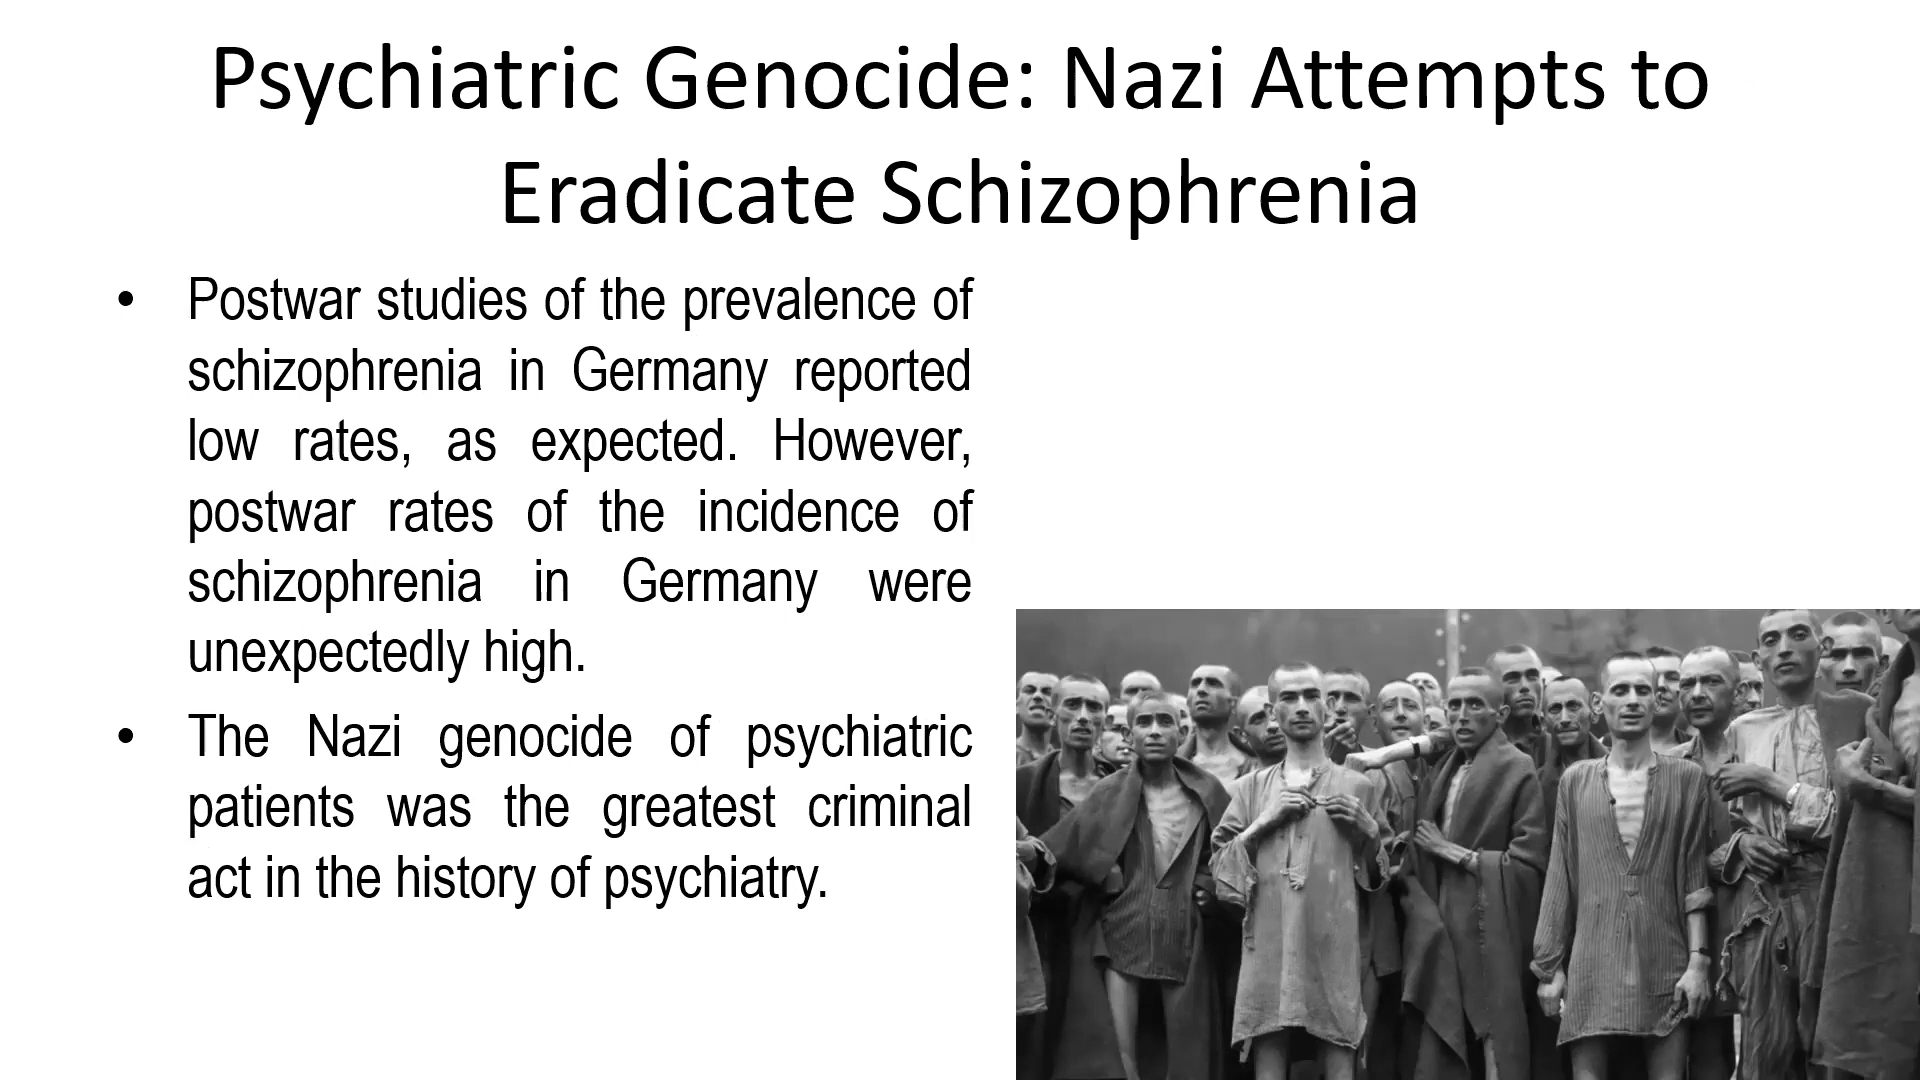 Psychiatric Genocide: Nazi Attempts to
Eradicate Schizophrenia
• Postwar studies of the prevalence of
schizophrenia in Germany reported
low rates, as expected. However,
postwar rates of the incidence of
schizophrenia in Germany were
unexpectedly high.
• The Nazi genocide of psychiatric
patients was the greatest criminal
act in the history of psychiatry.